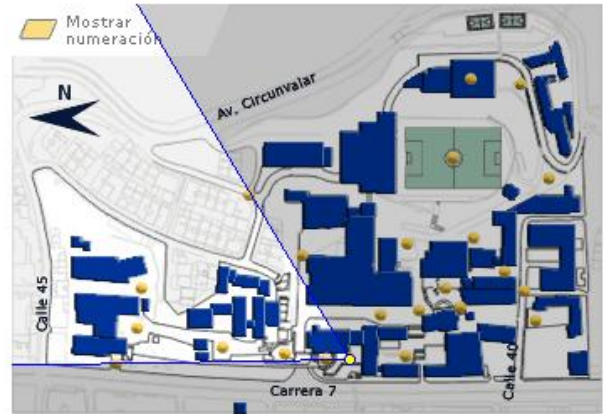 Mostrar
numeración
N
Av. Circunvalar
Calle 45
Calle 40
Carrera 7